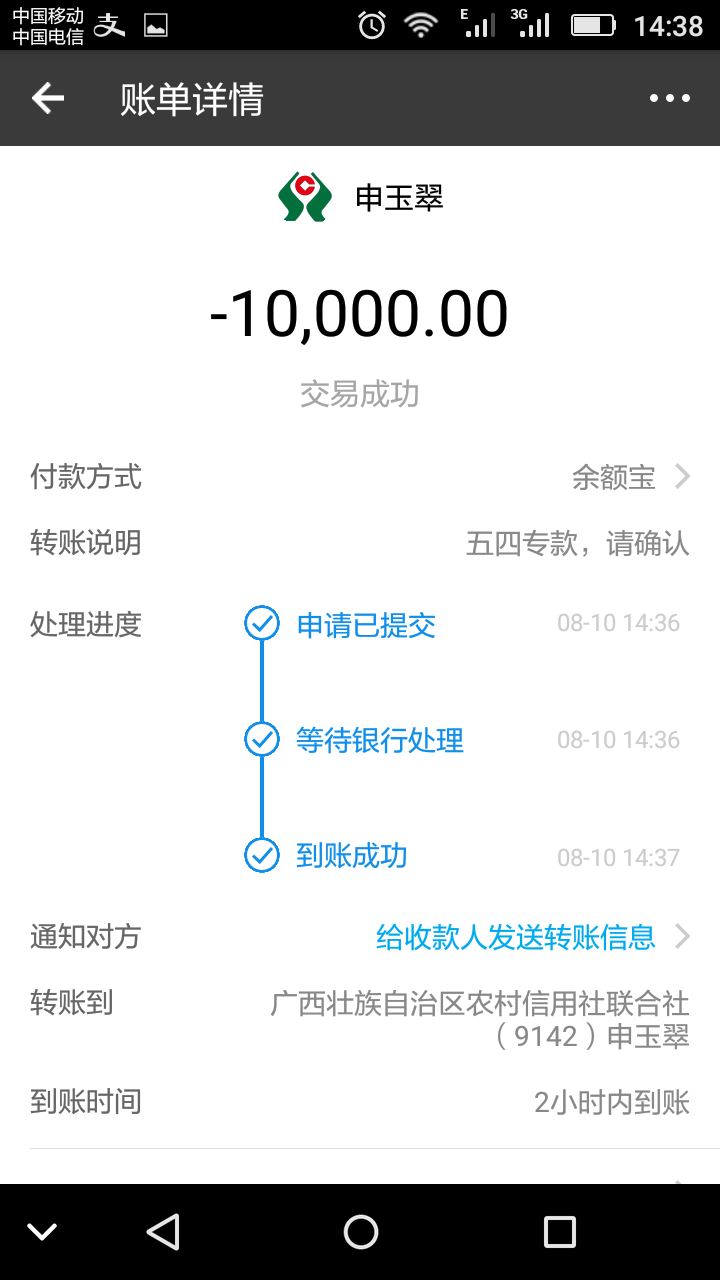 中国移动
中国电信
E
3G
14:38
账单详情
申玉翠
-10,000.00
交易成功
付款方式 余额宝
转账说明 五四专款，请确认
处理进度 申请已提交 08-10 14:36
等待银行处理 08-10 14:36
到账成功 08-10 14:37
通知对方 给收款人发送转账信息
转账到 广西壮族自治区农村信用社联合社
（9142）申玉翠
到账时间 2小时内到账